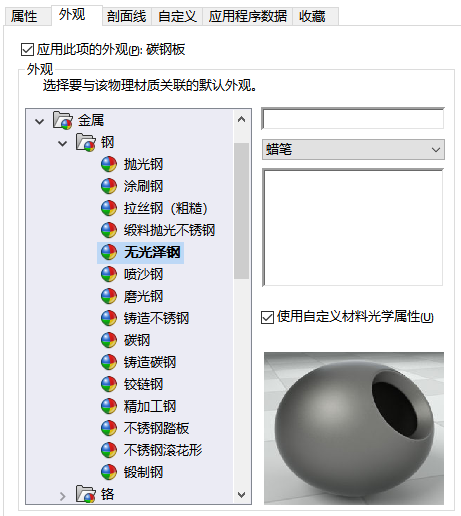 属性 外观 剖面线 自定义 应用程序数据 收藏
应用此项的外观(P): 碳钢板
外观
选择要与该物理材质关联的默认外观。
金属
钢
抛光钢
涂刷钢
拉丝钢（粗糙）
缎料抛光不锈钢
无光泽钢
喷沙钢
磨光钢
铸造不锈钢
碳钢
铸造碳钢
铰链钢
精加工钢
不锈钢踏板
不锈钢滚花形
锻制钢
铬
蜡笔
使用自定义材料光学属性(U)